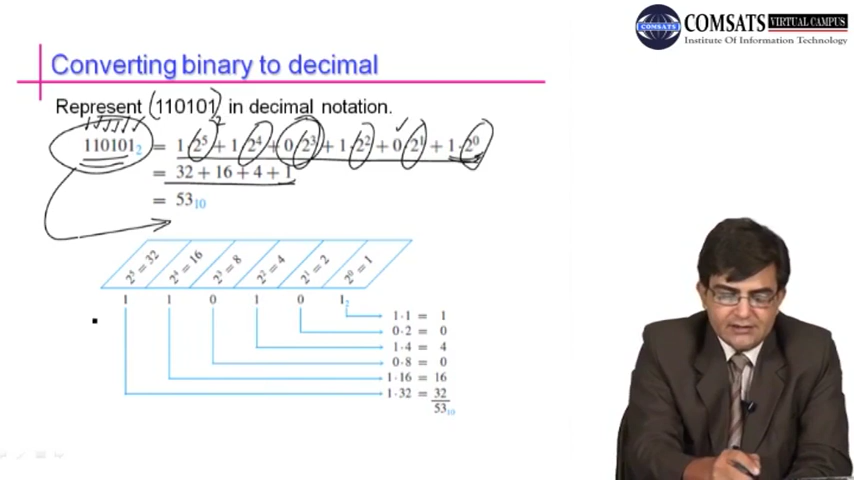 COMSATS VIRTUAL CAMPUS
Institute Of Information Technology
Converting binary to decimal
Represent (110101)₂ in decimal notation.
110101₂ = 1·2⁵ + 1·2⁴ + 0·2³ + 1·2² + 0·2¹ + 1·2⁰
= 32 + 16 + 4 + 1
= 53₁₀
2⁵ = 32 2⁴ = 16 2³ = 8 2² = 4 2¹ = 2 2⁰ = 1
1 1 0 1 0 1₂
1·1 = 1
0·2 = 0
1·4 = 4
0·8 = 0
1·16 = 16
1·32 = 32
53₁₀